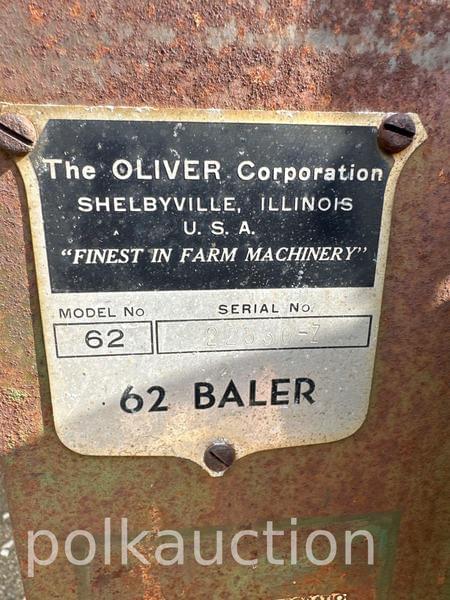 The OLIVER Corporation
SHELBYVILLE, ILLINOIS
U. S. A.
"FINEST IN FARM MACHINERY"
MODEL No SERIAL No.
62
62 BALER
polkauction